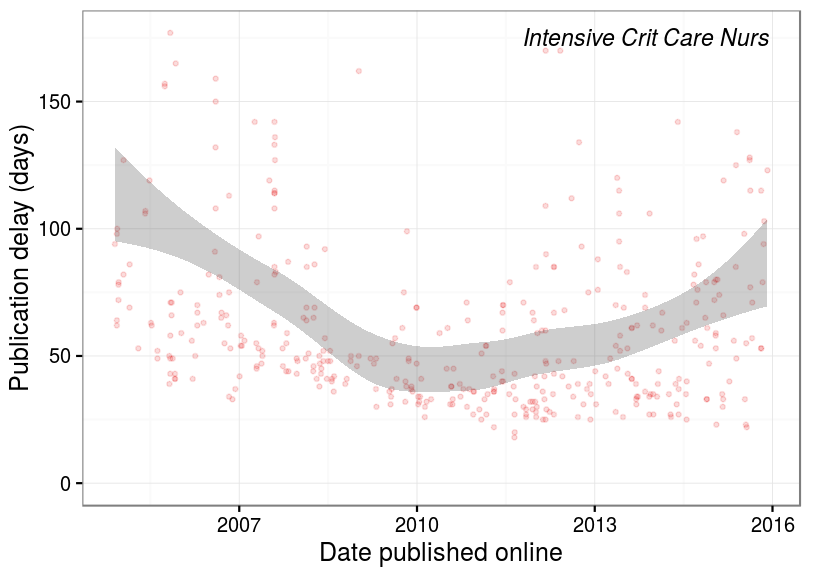 Intensive Crit Care Nurs
Publication delay (days)
150
100
50
0
2007 2010 2013 2016
Date published online